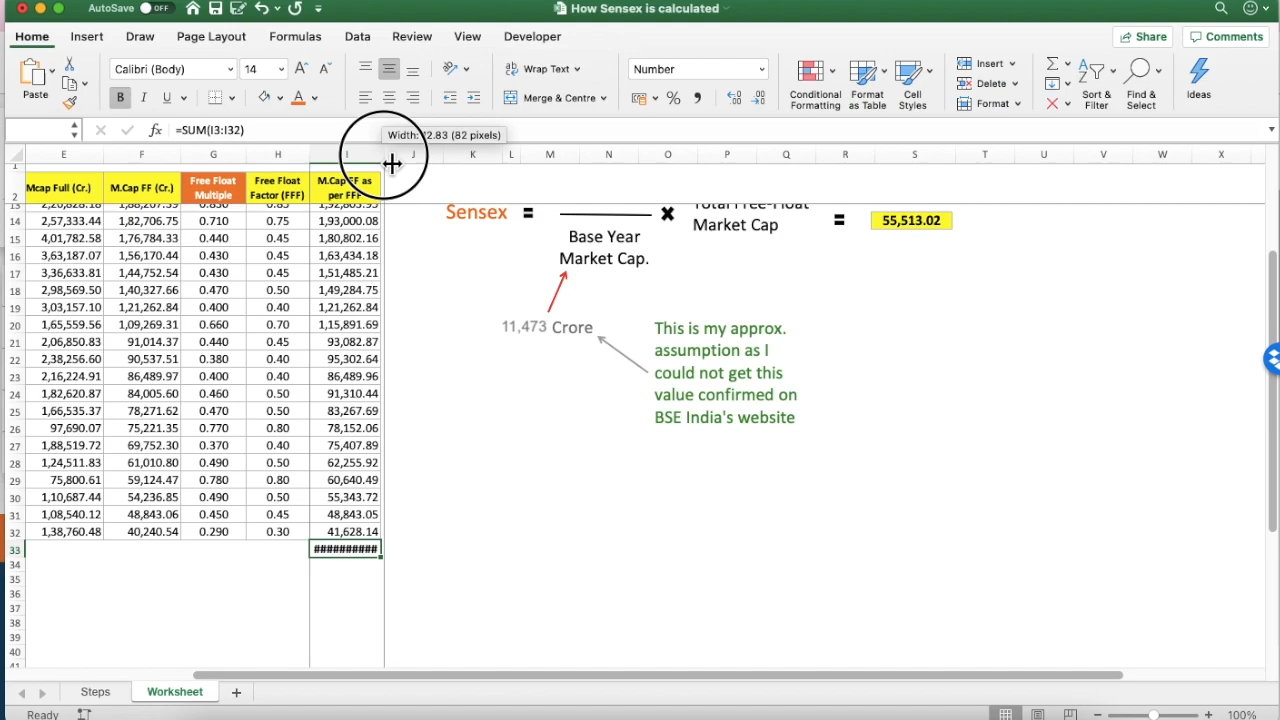 AutoSave OFF How Sensex is calculated
Home Insert Draw Page Layout Formulas Data Review View Developer Share Comments
Paste Calibri (Body) 14 Wrap Text Number Insert
Merge & Centre Conditional Formatting Format as Table Cell Styles Delete Sort & Filter Find & Select Ideas
Format
fx =SUM(I3:I32)
(82 pixels)
E F G H I J K L M N O P Q R S T U V W X
2 Mcap Full (Cr.) M.Cap FF (Cr.) Free Float Multiple Free Float Factor (FFF) M.Cap FF as per FFF
14 2,57,333.44 1,82,706.75 0.710 0.75 1,93,000.08
15 4,01,782.58 1,76,784.33 0.440 0.45 1,80,802.16
16 3,63,187.07 1,56,170.44 0.430 0.45 1,63,434.18
17 3,36,633.81 1,44,752.54 0.430 0.45 1,51,485.21
18 2,98,569.50 1,40,327.66 0.470 0.50 1,49,284.75
19 3,03,157.10 1,21,262.84 0.400 0.40 1,21,262.84
20 1,65,559.56 1,09,269.31 0.660 0.70 1,15,891.69
21 2,06,850.83 91,014.37 0.440 0.45 93,082.87
22 2,38,256.60 90,537.51 0.380 0.40 95,302.64
23 2,16,224.91 86,489.97 0.400 0.40 86,489.96
24 1,82,620.87 84,005.60 0.460 0.50 91,310.44
25 1,66,535.37 78,271.62 0.470 0.50 83,267.69
26 97,690.07 75,221.35 0.770 0.80 78,152.06
27 1,88,519.72 69,752.30 0.370 0.40 75,407.89
28 1,24,511.83 61,010.80 0.490 0.50 62,255.92
29 75,800.61 59,124.47 0.780 0.80 60,640.49
30 1,10,687.44 54,236.85 0.490 0.50 55,343.72
31 1,08,540.12 48,843.06 0.450 0.45 48,843.05
32 1,38,760.48 40,240.54 0.290 0.30 41,628.14
33 ##########
34
35
36
37
38
39
40
41
Sensex =
Base Year
Market Cap.
× Total Free-Float
Market Cap
= 55,513.02
11,473 Crore
This is my approx.
assumption as I
could not get this
value confirmed on
BSE India's website
Steps Worksheet +
Ready 100%